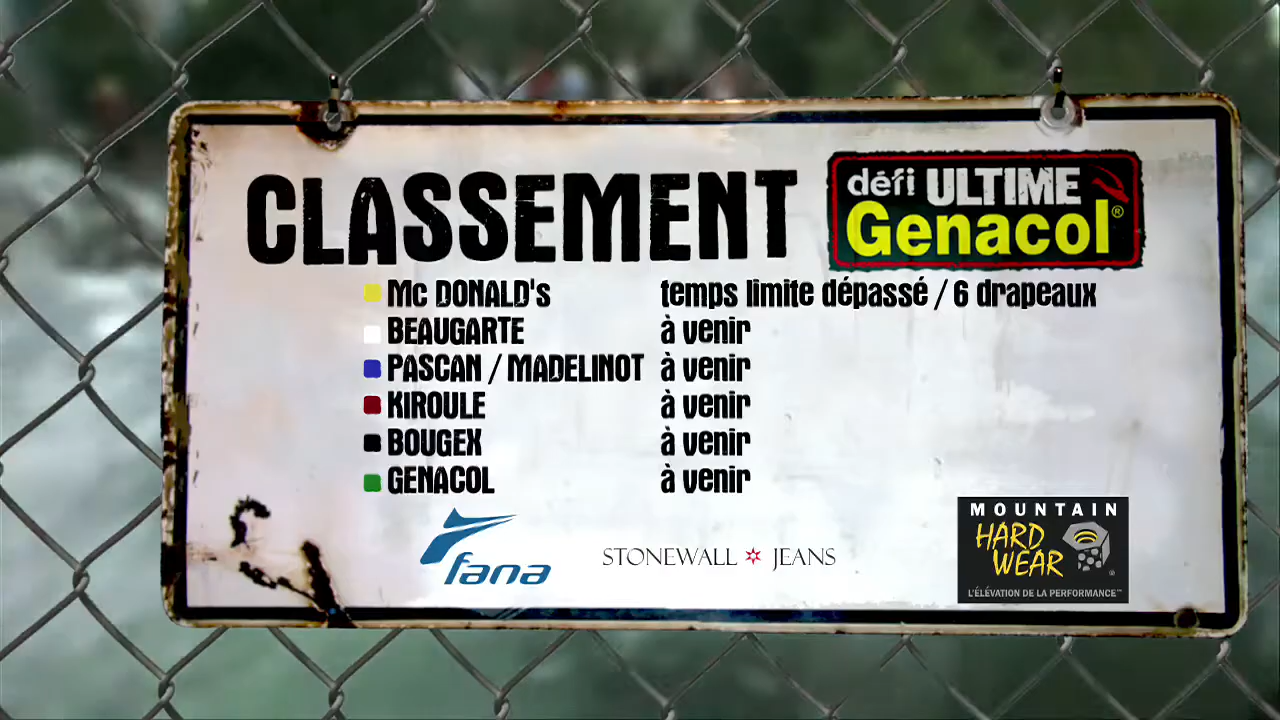 CLASSEMENT
défi ULTIME
Genacol®
Mc DONALD's temps limite dépassé / 6 drapeaux
BEAUGARTE à venir
PASCAN / MADELINOT à venir
KIROULE à venir
BOUGEX à venir
GENACOL à venir
fana
STONEWALL JEANS
MOUNTAIN
HARD
WEAR
L'ÉLÉVATION DE LA PERFORMANCE™